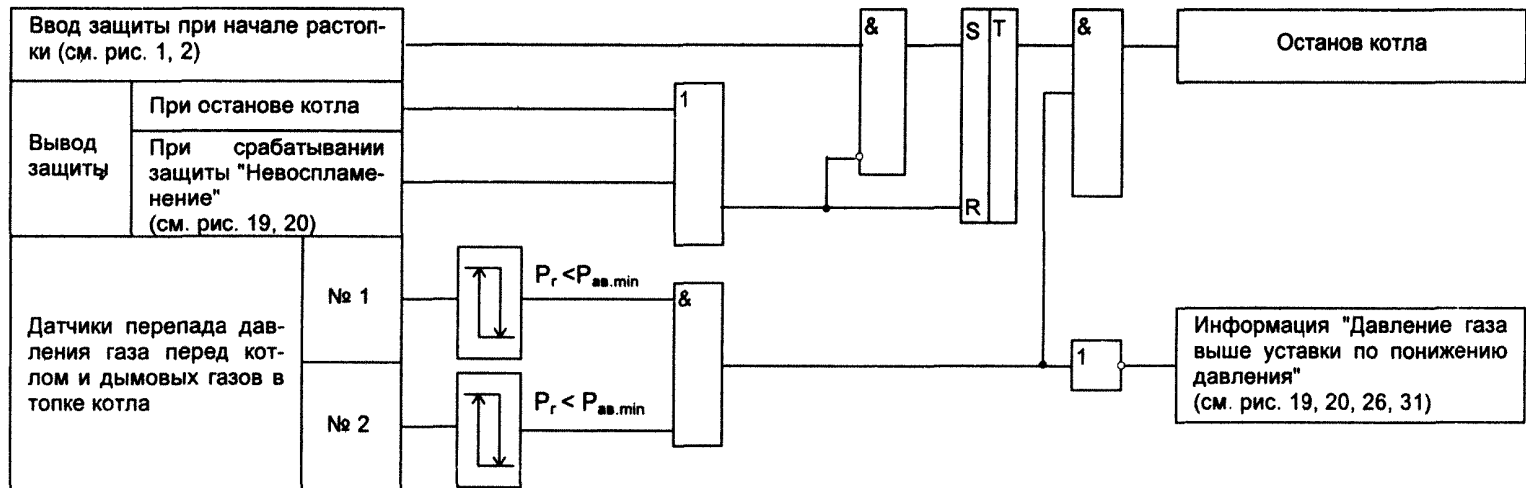 Ввод защиты при начале растоп-
ки (см. рис. 1, 2)
Вывод
защиты
При останове котла
При срабатывании
защиты "Невоспламе-
нение"
(см. рис. 19, 20)
Датчики перепада дав-
ления газа перед кот-
лом и дымовых газов в
топке котла
№ 1
№ 2
Pг <Pав.min
Pг < Pав.min
1
&
&
S
T
R
&
1
Останов котла
Информация "Давление газа
выше уставки по понижению
давления"
(см. рис. 19, 20, 26, 31)